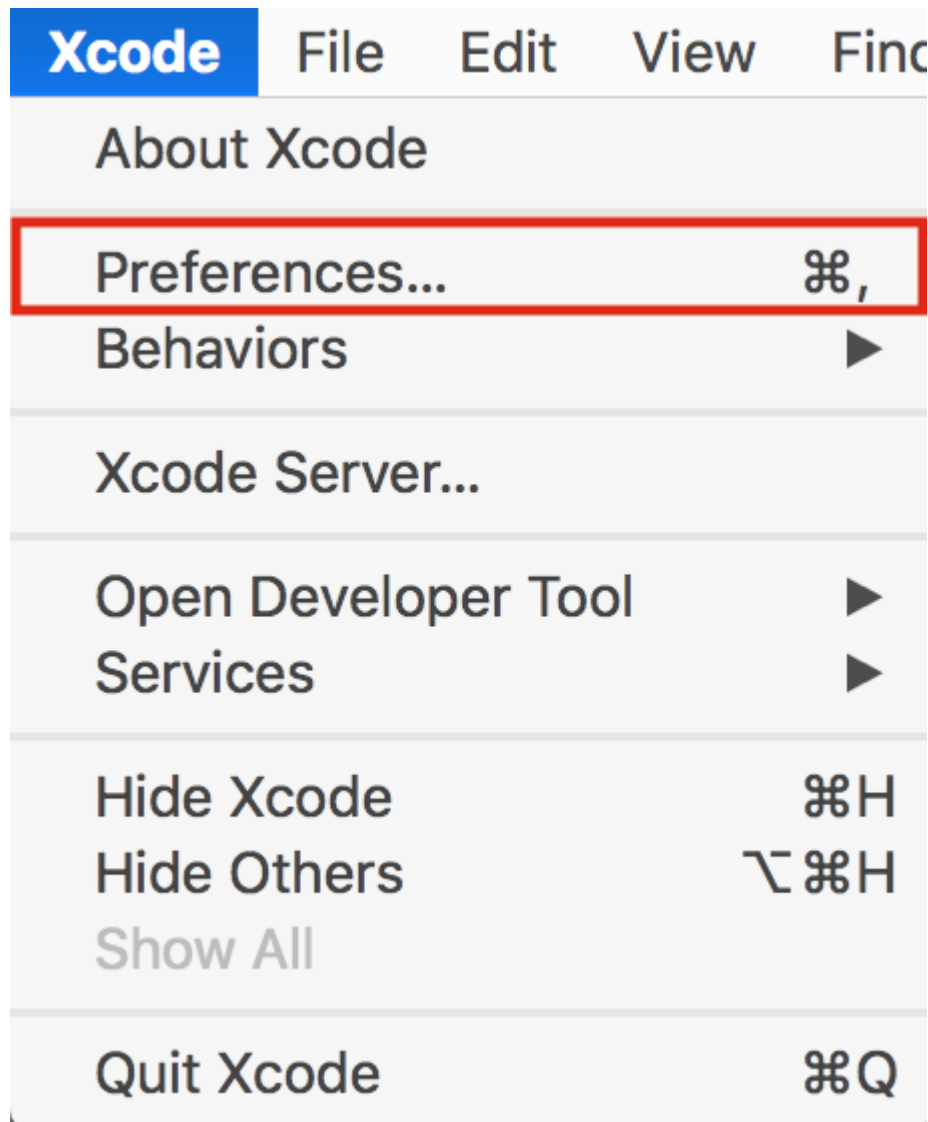 Xcode File Edit View Find
About Xcode
Preferences... ⌘,
Behaviors ▶
Xcode Server...
Open Developer Tool ▶
Services ▶
Hide Xcode ⌘H
Hide Others ⌥⌘H
Show All
Quit Xcode ⌘Q